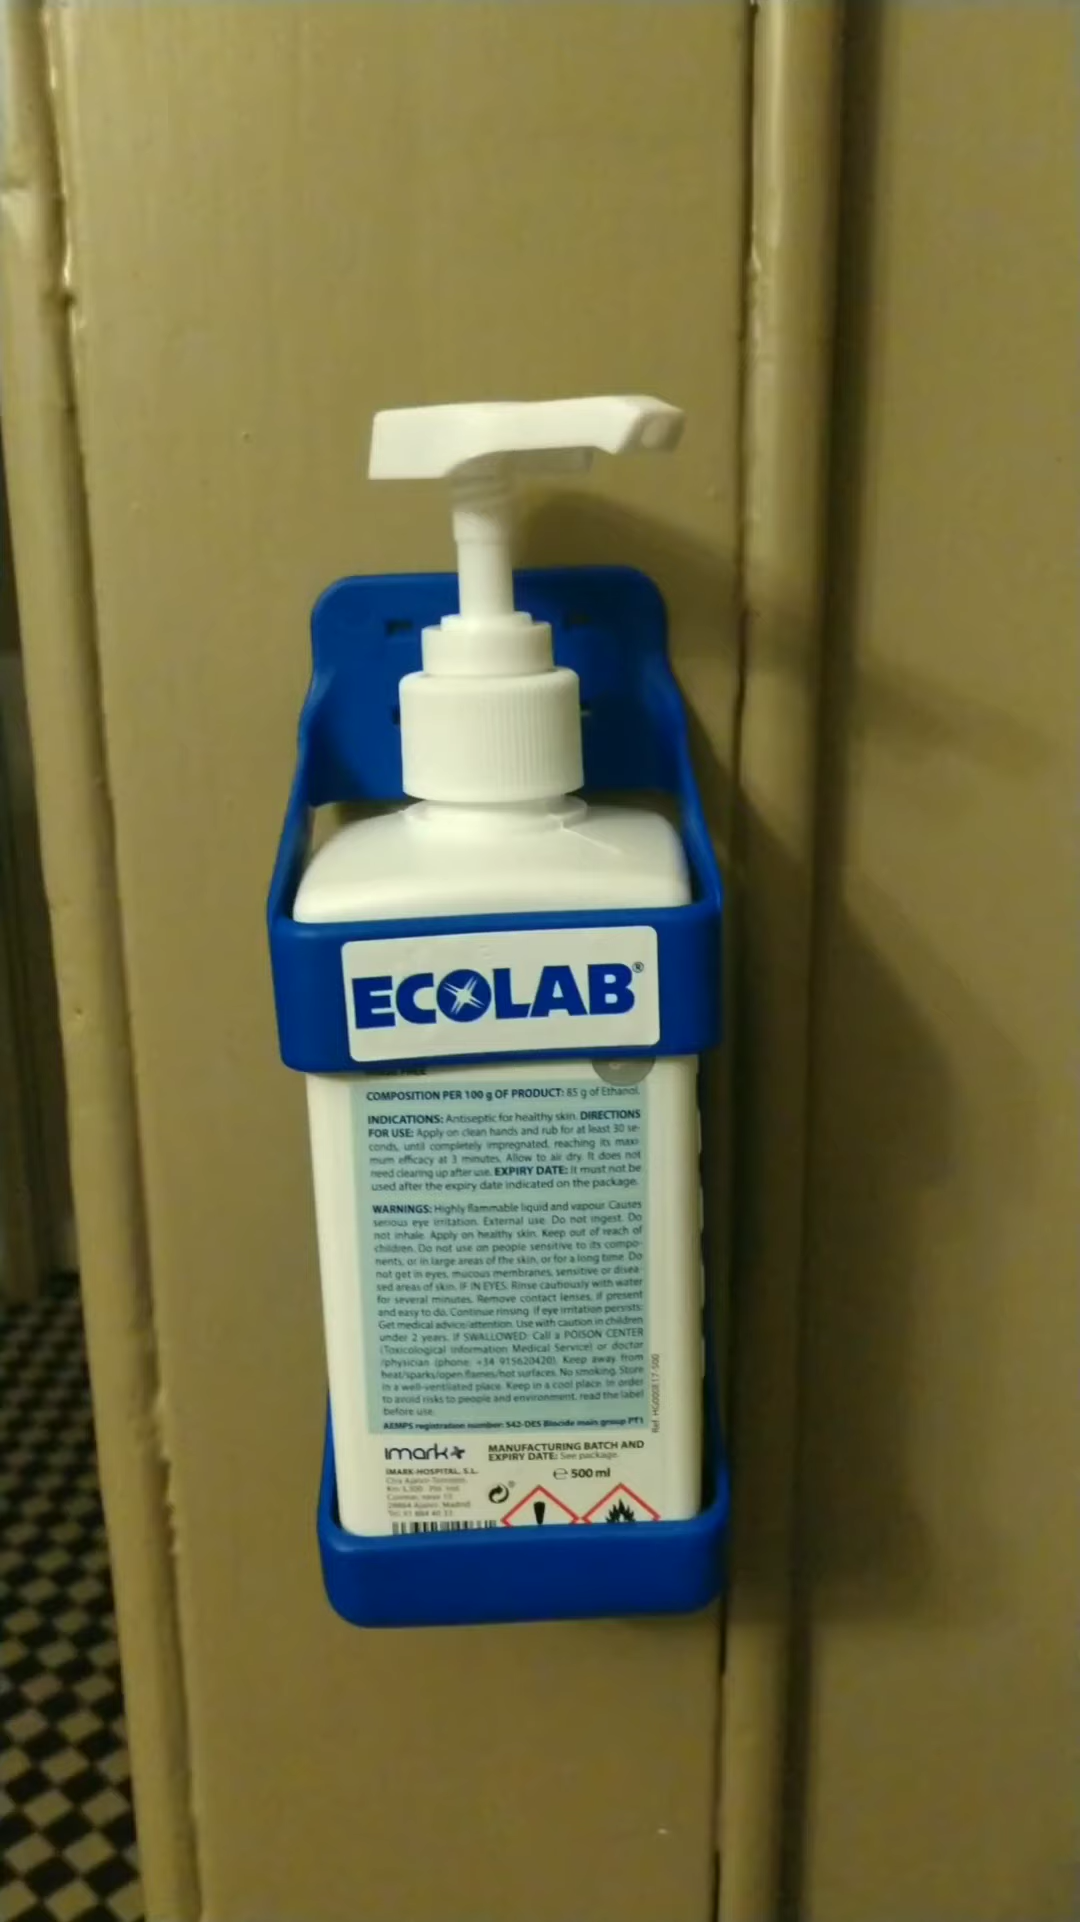 ECOLAB®
COMPOSITION PER 100 g OF PRODUCT: 85 g of Ethanol.
INDICATIONS: Antiseptic for healthy skin. DIRECTIONS
FOR USE: Apply on clean hands and rub for at least 30 se-
conds, until completely impregnated, reaching its maxi-
mum efficacy at 3 minutes. Allow to air dry. It does not
need clearing up after use. EXPIRY DATE: It must not be
used after the expiry date indicated on the package.
WARNINGS: Highly flammable liquid and vapour. Causes
serious eye irritation. External use. Do not ingest. Do
not inhale. Apply on healthy skin. Keep out of reach of
children. Do not use on people sensitive to its compo-
nents, or in large areas of the skin, or for a long time. Do
not get in eyes, mucous membranes, sensitive or disea-
sed areas of skin. IF IN EYES: Rinse cautiously with water
for several minutes. Remove contact lenses, if present
and easy to do. Continue rinsing. If eye irritation persists:
Get medical advice/attention. Use with caution in children
under 2 years. If SWALLOWED: Call a POISON CENTER
(Toxicological Information Medical Service) or doctor
/physician (phone: +34 915620420). Keep away from
heat/sparks/open flames/hot surfaces. No smoking. Store
in a well-ventilated place. Keep in a cool place. In order
to avoid risks to people and environment, read the label
before use.
AEMPS registration number: 542-DES Biocide main group PT1
Ref. HG000817-500
imark
IMARK-HOSPITAL, S.L.
28864 Ajalvir. Madrid
MANUFACTURING BATCH AND
EXPIRY DATE: See package.
℮ 500 ml